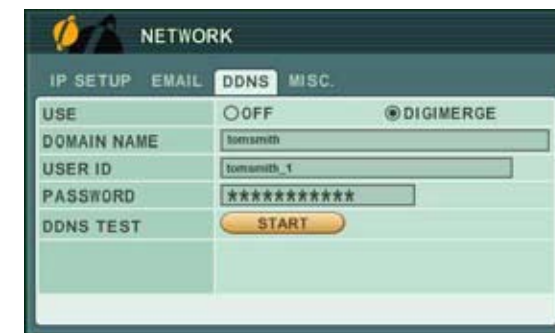 NETWORK
IP SETUP EMAIL DDNS MISC.
USE OFF DIGIMERGE
DOMAIN NAME tomsmith
USER ID tomsmith_1
PASSWORD ***********
DDNS TEST START